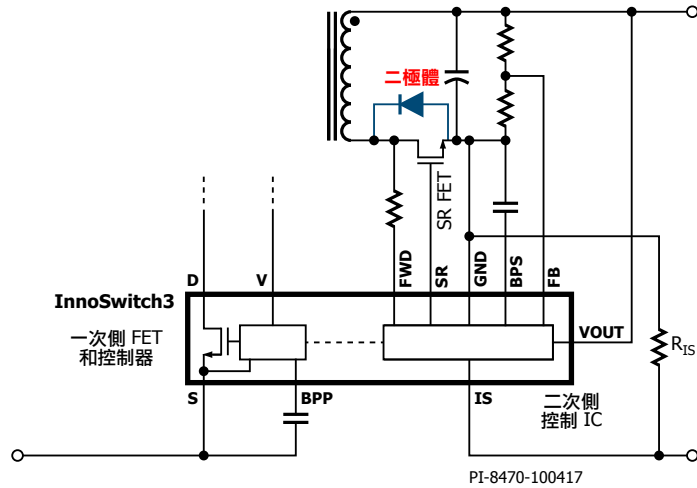 二極體
SR FET
D
V
FWD
SR
GND
BPS
FB
InnoSwitch3
VOUT
一次側 FET
和控制器
R_IS
S
BPP
IS
二次側
控制 IC
PI-8470-100417